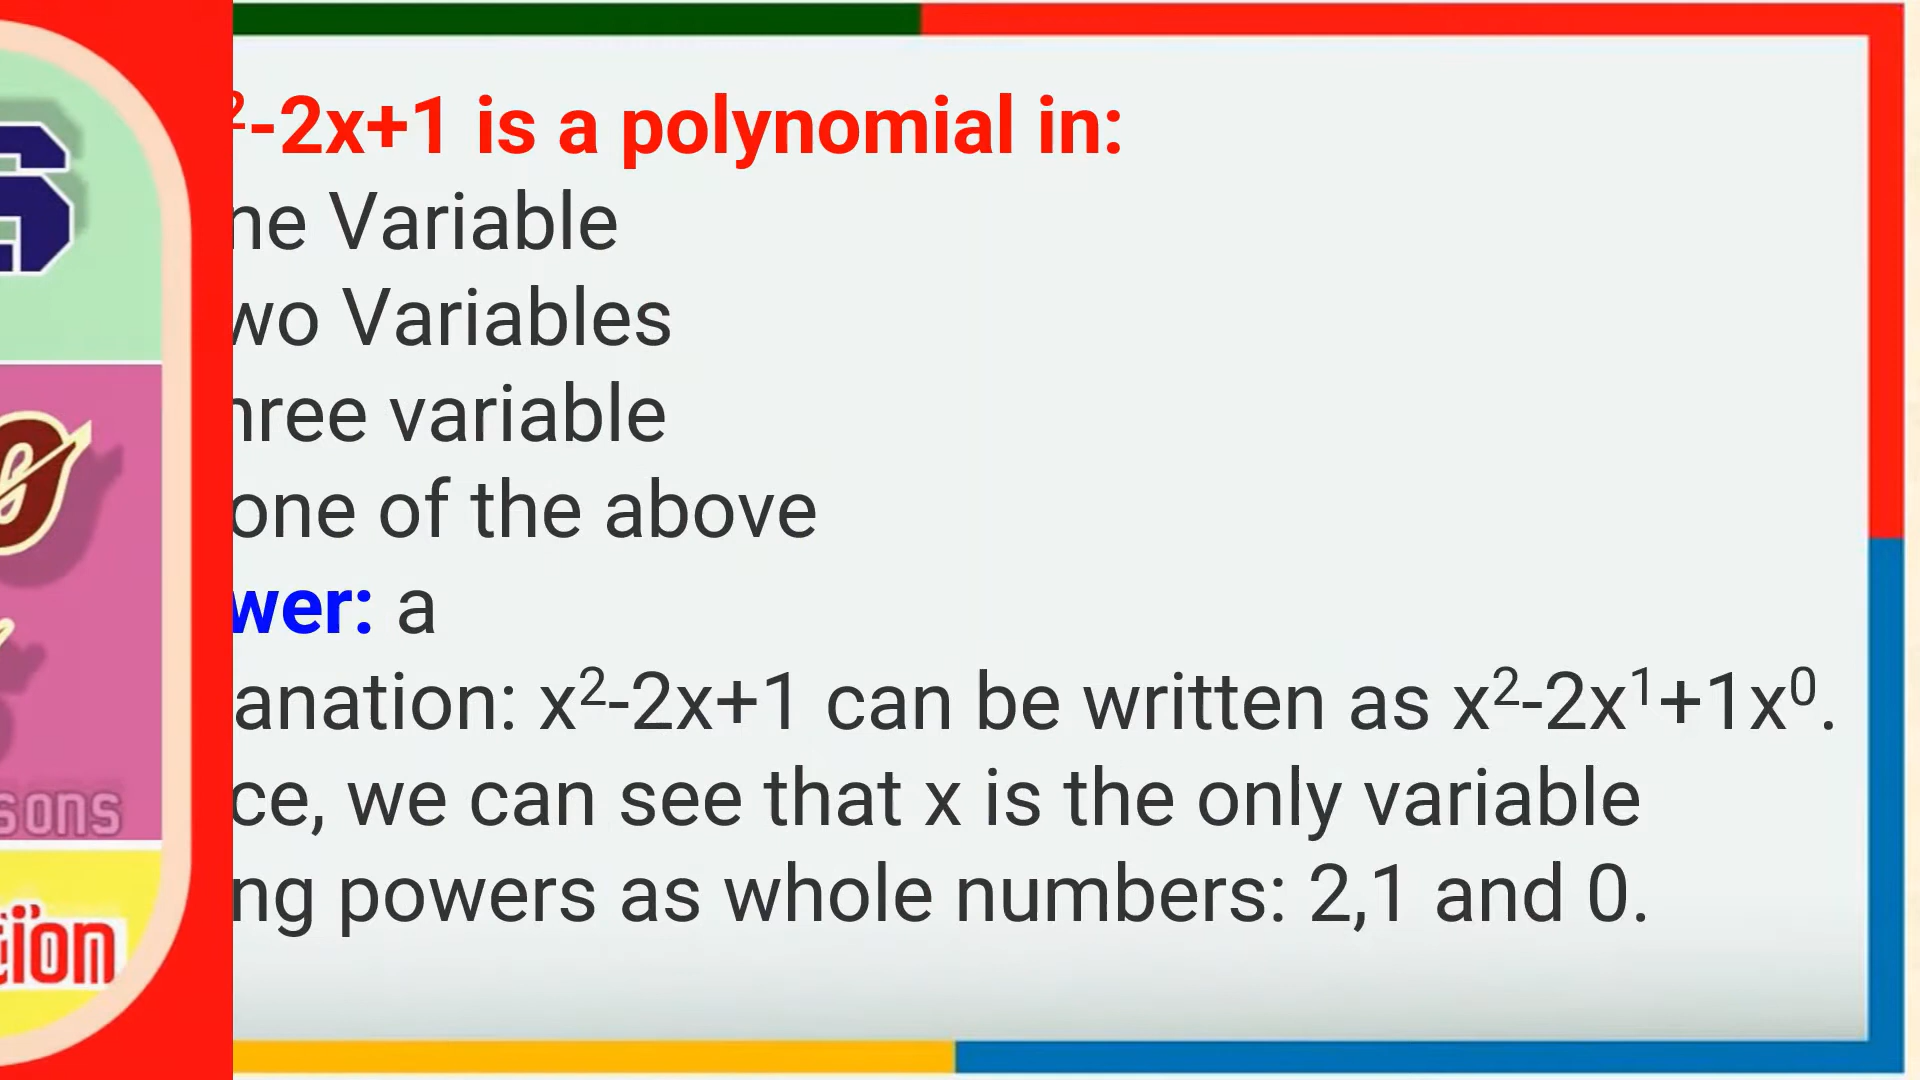 ²-2x+1 is a polynomial in:
ne Variable
wo Variables
hree variable
one of the above
wer: a
anation: x²-2x+1 can be written as x²-2x¹+1x⁰.
ce, we can see that x is the only variable
ng powers as whole numbers: 2,1 and 0.
sons
tion